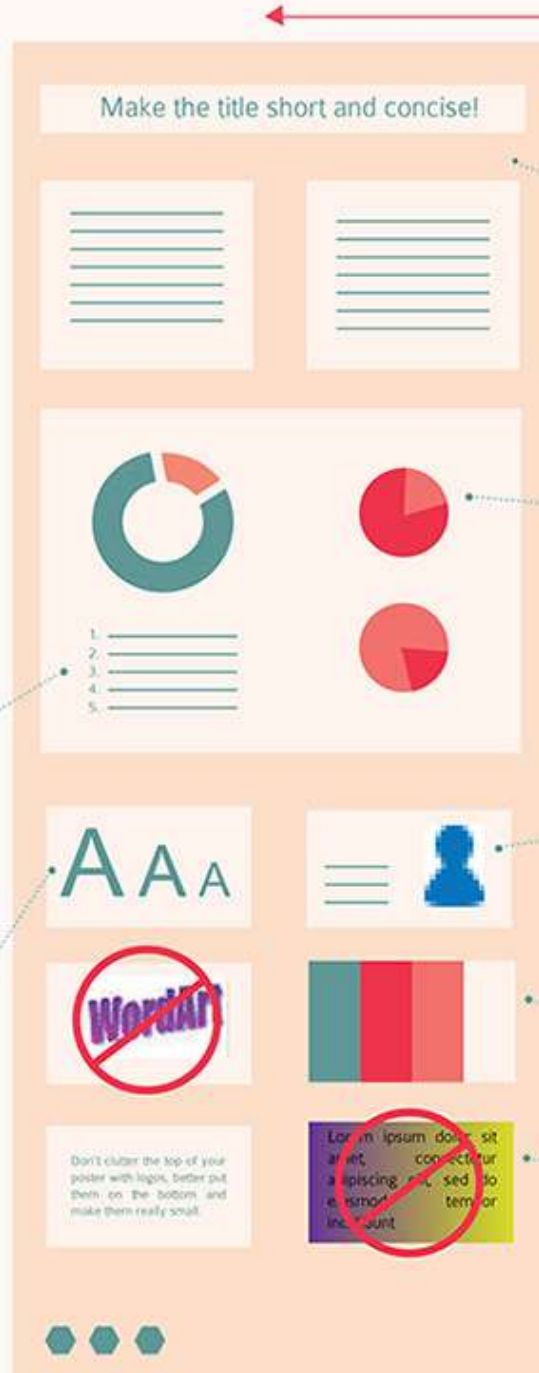 Make the title short and concise!
1.
2.
3.
4.
5.
A A A
WordArt
Lorem ipsum dolor sit
amet, consectetur
adipiscing elit, sed do
eiusmod tempor
incididunt
Don't clutter the top of your
poster with logos, better put
them on the bottom and
make them really small.